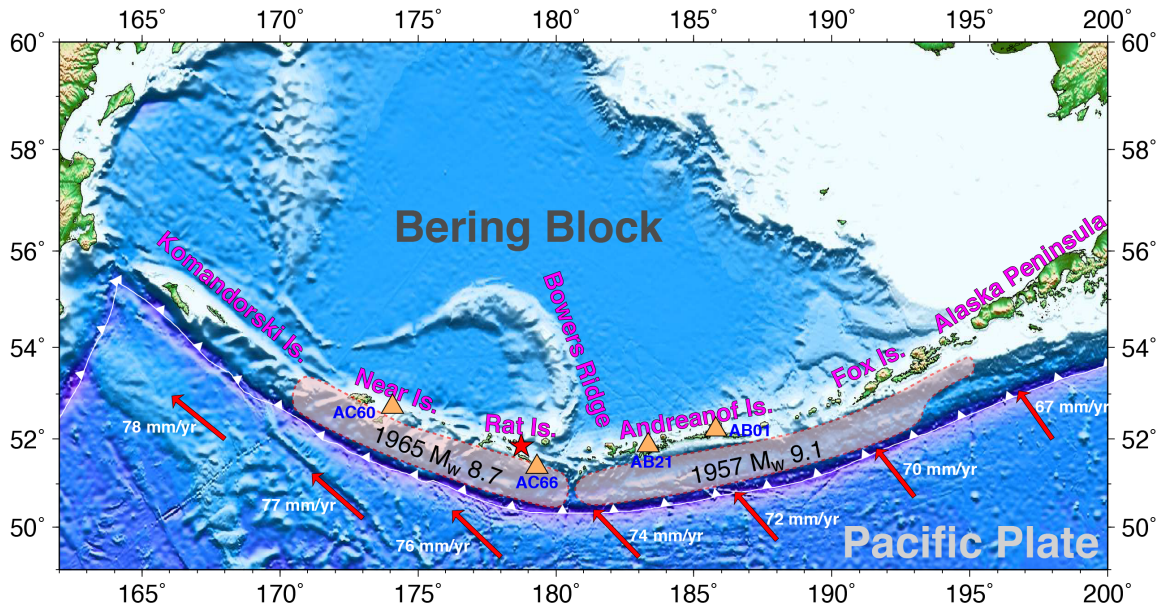 165° 170° 175° 180° 185° 190° 195° 200°
60° 60°
58° 58°
Bering Block
56° 56°
Komandorski Is.
Bowers Ridge
Alaska Peninsula
54° 54°
Near Is.
Fox Is.
AC60
Rat Is.
Andreanof Is.
AB01
67 mm/yr
78 mm/yr
52° 52°
1965 Mw 8.7
AC66
AB21
1957 Mw 9.1
70 mm/yr
77 mm/yr
76 mm/yr
74 mm/yr
72 mm/yr
50° 50°
Pacific Plate
165° 170° 175° 180° 185° 190° 195° 200°